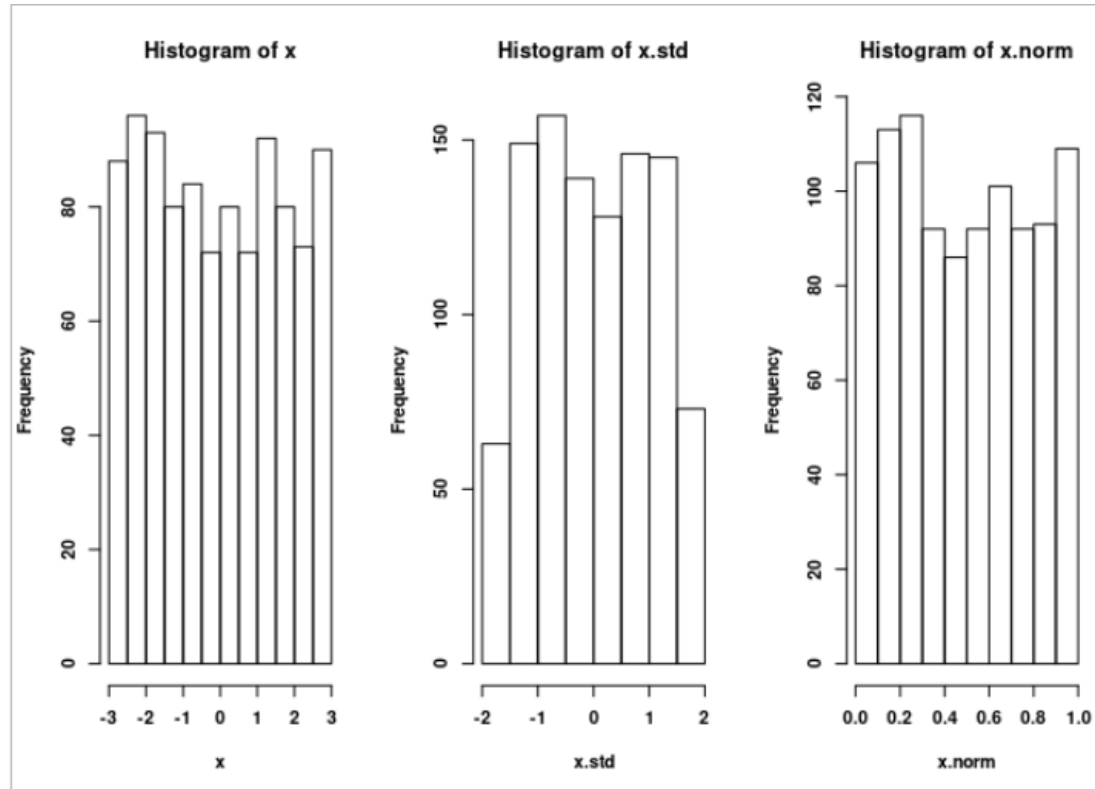 Histogram of x
Frequency
0
20
40
60
80
-3 -2 -1 0 1 2 3
x
Histogram of x.std
Frequency
0
50
100
150
-2 -1 0 1 2
x.std
Histogram of x.norm
Frequency
0
20
40
60
80
100
120
0.0 0.2 0.4 0.6 0.8 1.0
x.norm